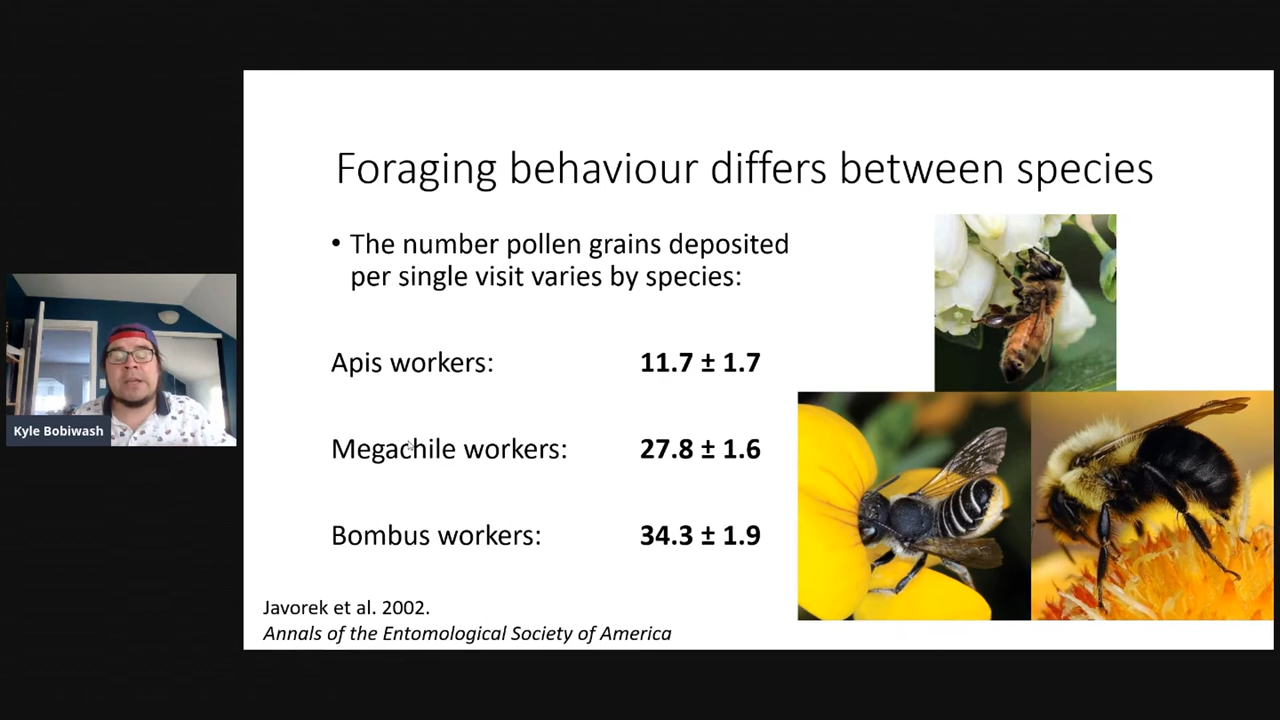 Foraging behaviour differs between species
• The number pollen grains deposited
per single visit varies by species:
Apis workers: 11.7 ± 1.7
Megachile workers: 27.8 ± 1.6
Bombus workers: 34.3 ± 1.9
Javorek et al. 2002.
Annals of the Entomological Society of America
Kyle Bobiwash